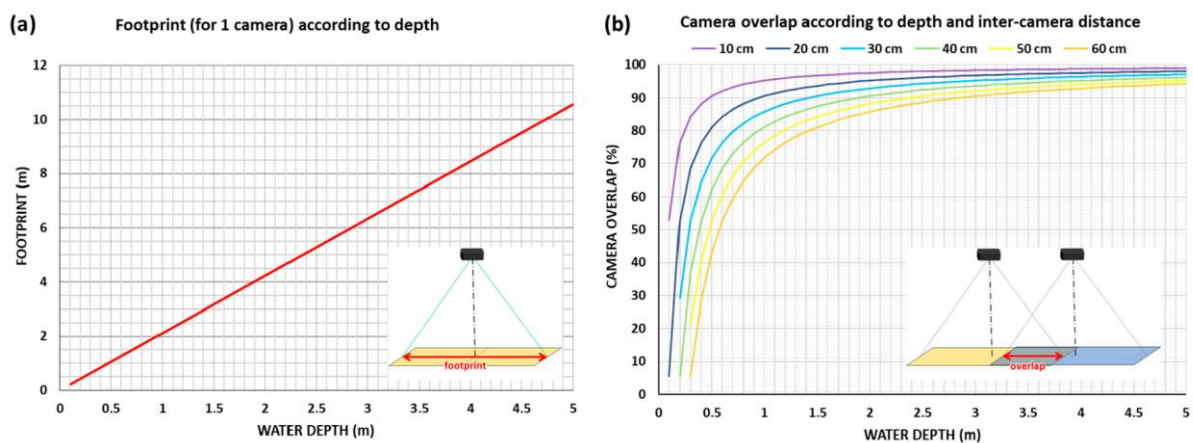 (a) Footprint (for 1 camera) according to depth
12
10
8
6
4
2
0
FOOTPRINT (m)
0 0.5 1 1.5 2 2.5 3 3.5 4 4.5 5
WATER DEPTH (m)
footprint
(b) Camera overlap according to depth and inter-camera distance
10 cm 20 cm 30 cm 40 cm 50 cm 60 cm
100
90
80
70
60
50
40
30
20
10
0
CAMERA OVERLAP (%)
0 0.5 1 1.5 2 2.5 3 3.5 4 4.5 5
WATER DEPTH (m)
overlap